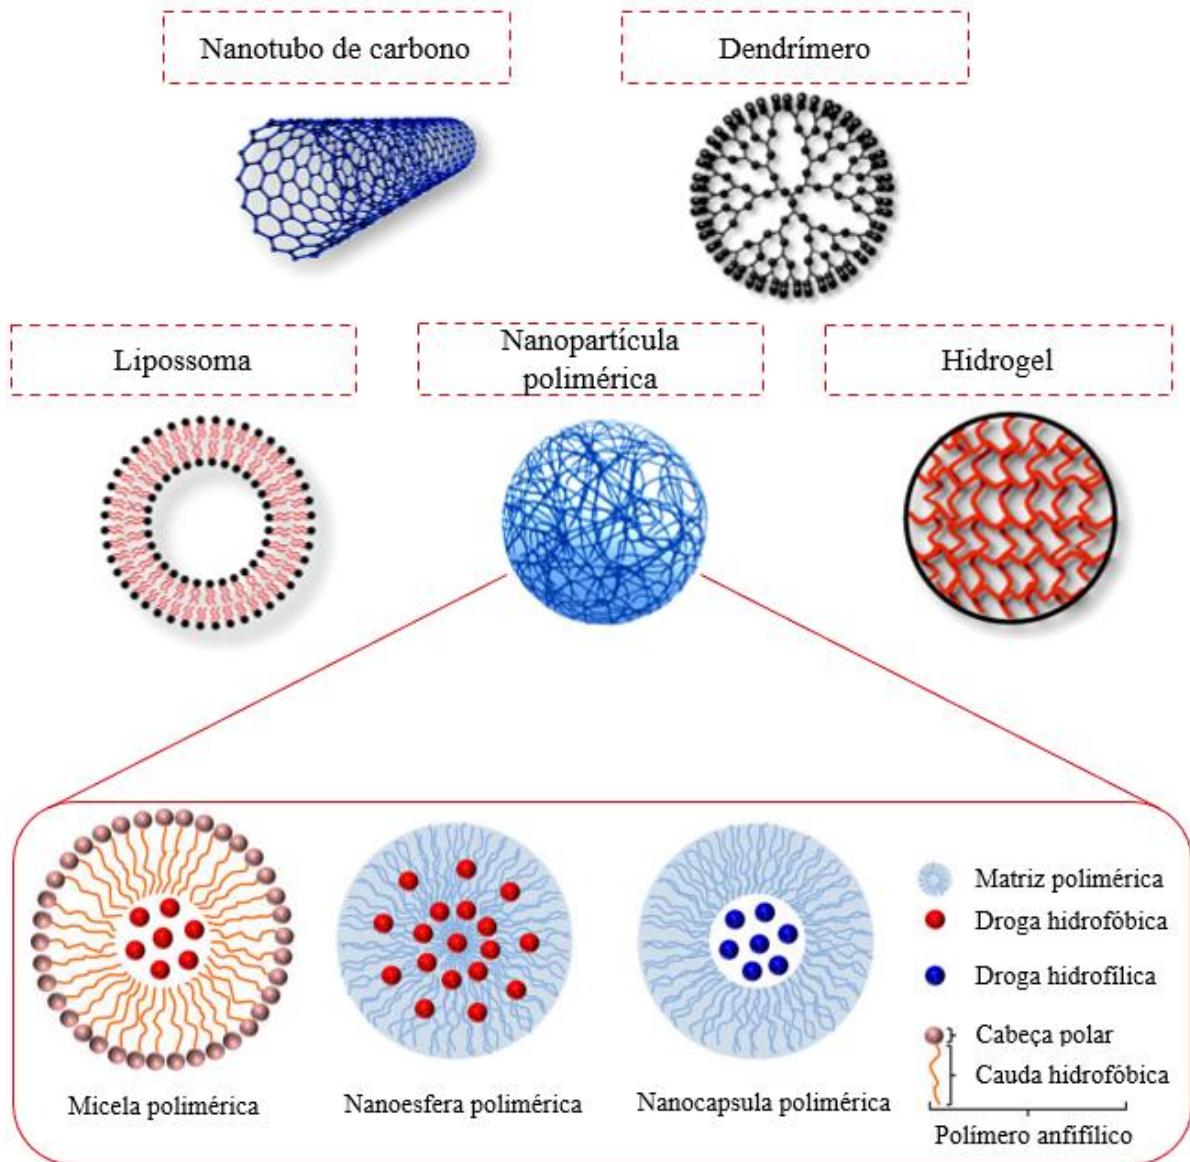 Nanotubo de carbono
Dendrímero
Lipossoma
Nanopartícula
polimérica
Hidrogel
Matriz polimérica
Droga hidrofóbica
Droga hidrofílica
Cabeça polar
Cauda hidrofóbica
Polímero anfifílico
Micela polimérica
Nanoesfera polimérica
Nanocapsula polimérica